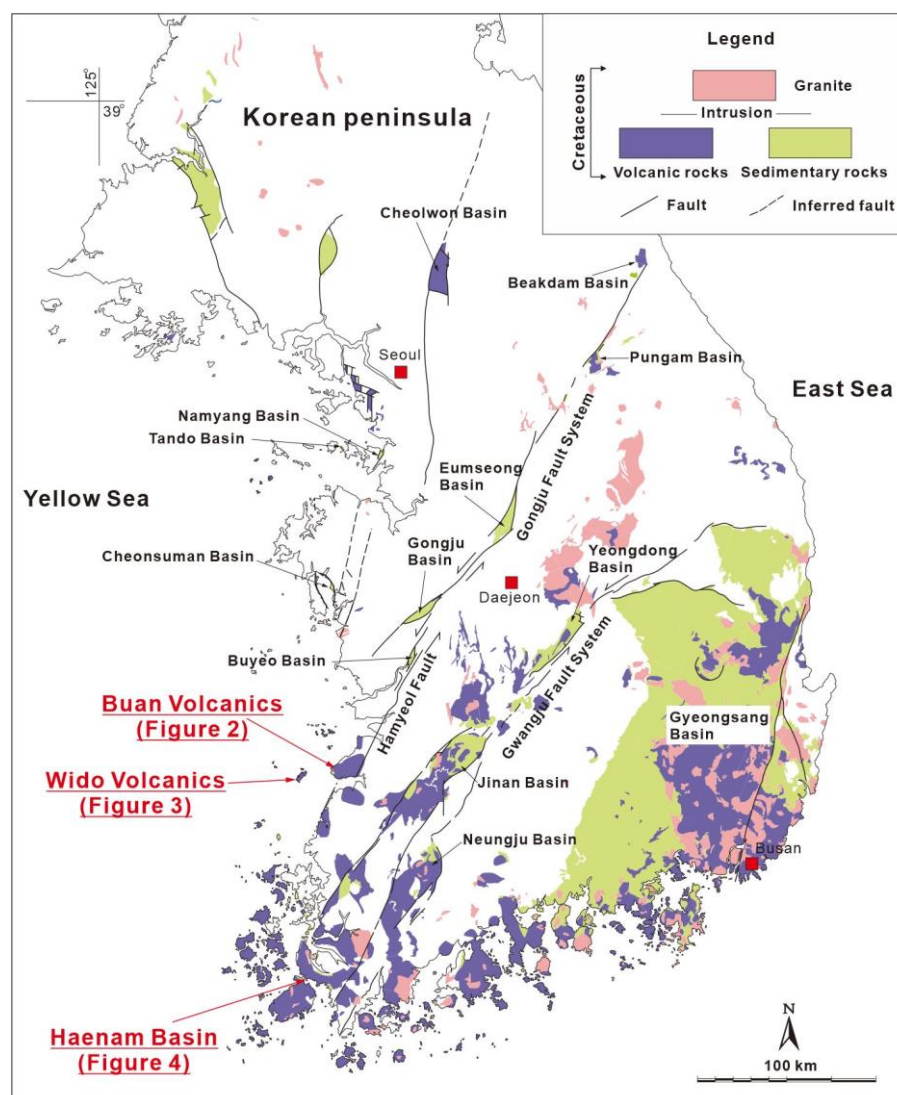 125°
39°
Korean peninsula
Legend
Cretaceous
Granite
Intrusion
Volcanic rocks
Sedimentary rocks
Fault
Inferred fault
Cheolwon Basin
Beakdam Basin
Seoul
Pungam Basin
East Sea
Namyang Basin
Tando Basin
Gongju Fault System
Eumseong
Basin
Yellow Sea
Gongju
Basin
Yeongdong
Basin
Cheonsuman Basin
Daejeon
Buyeo Basin
Hamyeol Fault
Gwangju Fault System
Buan Volcanics
(Figure 2)
Gyeongsang
Basin
Wido Volcanics
(Figure 3)
Jinan Basin
Neungju Basin
Busan
Haenam Basin
(Figure 4)
N
100 km